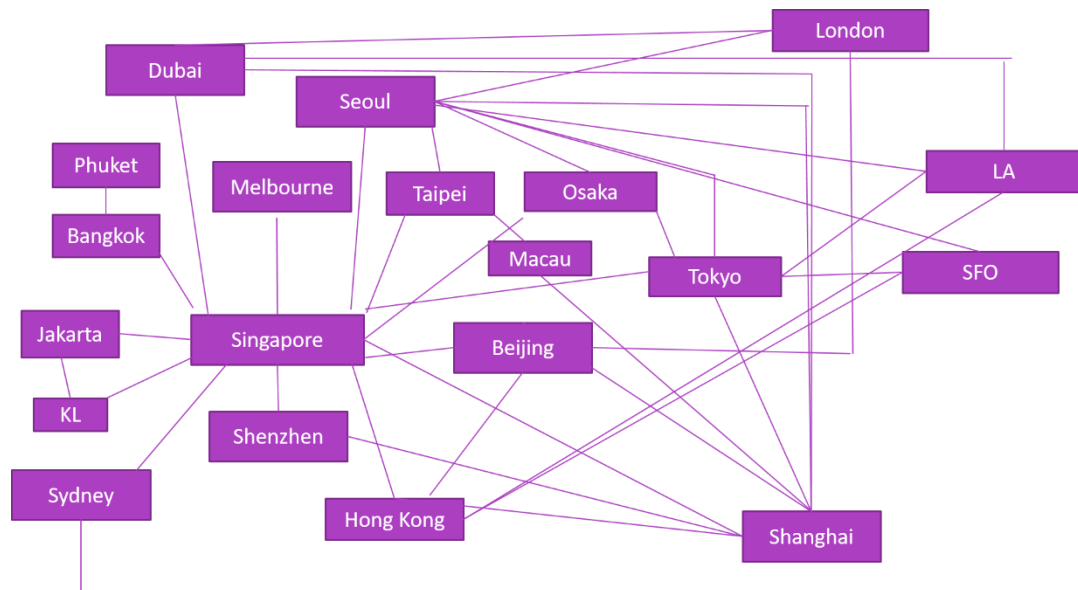 London
Dubai
Seoul
Phuket
LA
Melbourne
Taipei
Osaka
Bangkok
Macau
Tokyo
SFO
Jakarta
Singapore
Beijing
KL
Shenzhen
Sydney
Hong Kong
Shanghai